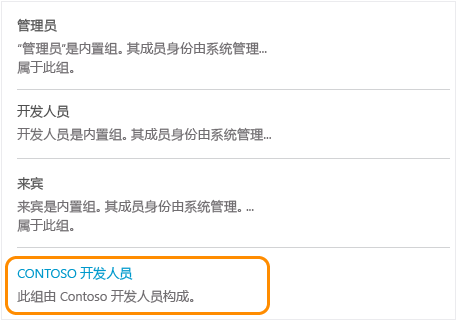 管理员
“管理员”是内置组。其成员身份由系统管理...
属于此组。
开发人员
开发人员是内置组。其成员身份由系统管理...
来宾
来宾是内置组。其成员身份由系统管理。...
属于此组。
CONTOSO 开发人员
此组由 Contoso 开发人员构成。